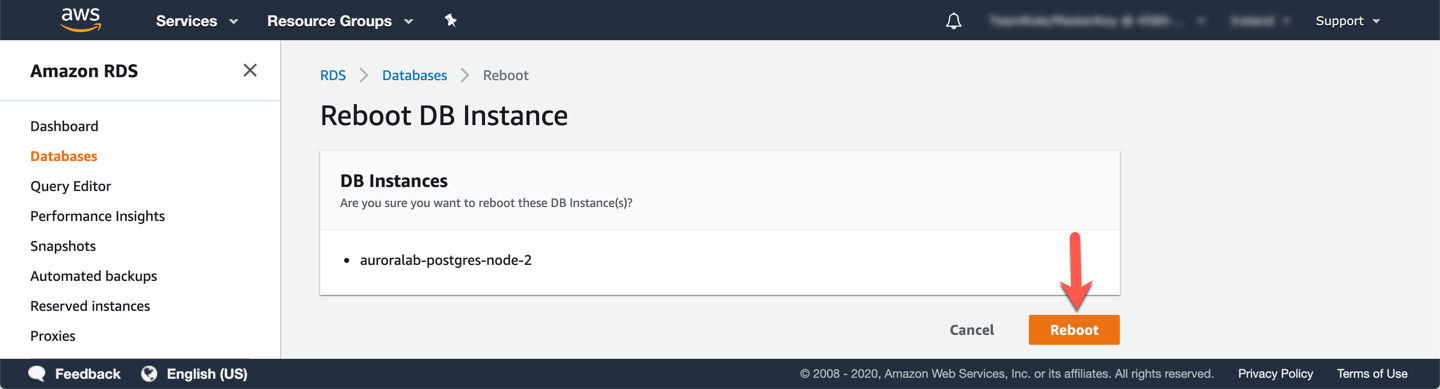 aws Services Resource Groups Support
Amazon RDS
RDS Databases Reboot
Reboot DB Instance
Dashboard
Databases
Query Editor
Performance Insights
Snapshots
Automated backups
Reserved instances
Proxies
DB Instances
Are you sure you want to reboot these DB Instance(s)?
• auroralab-postgres-node-2
Cancel Reboot
Feedback English (US) © 2008 - 2020, Amazon Web Services, Inc. or its affiliates. All rights reserved. Privacy Policy Terms of Use